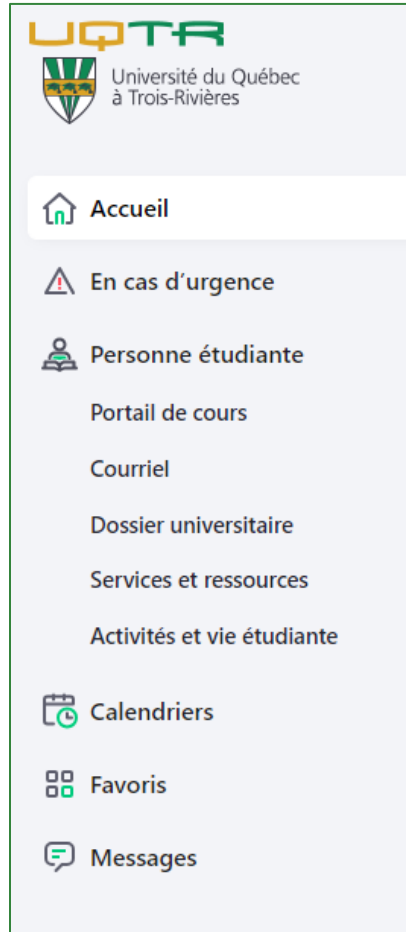 UQTR
Université du Québec
à Trois-Rivières
Accueil
En cas d’urgence
Personne étudiante
Portail de cours
Courriel
Dossier universitaire
Services et ressources
Activités et vie étudiante
Calendriers
Favoris
Messages